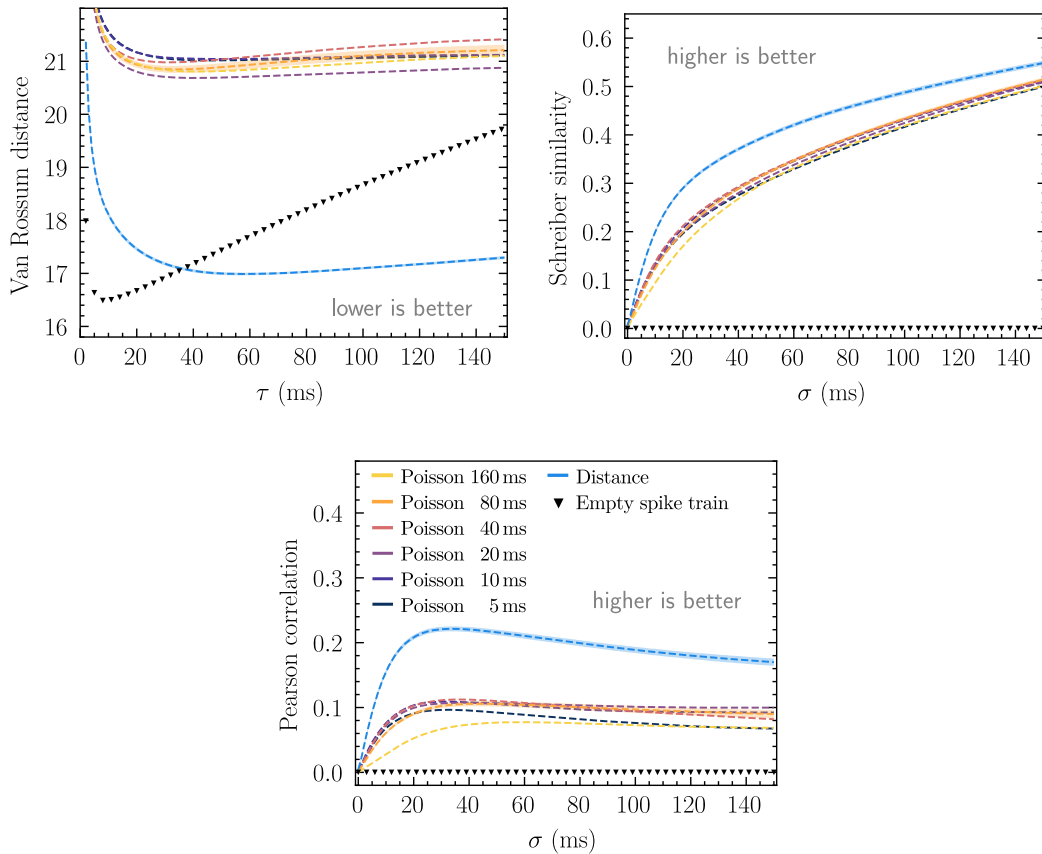 Van Rossum distance
21
20
19
18
17
16
lower is better
0 20 40 60 80 100 120 140
τ (ms)
Schreiber similarity
0.6
0.5
0.4
0.3
0.2
0.1
0.0
higher is better
0 20 40 60 80 100 120 140
σ (ms)
Pearson correlation
0.4
0.3
0.2
0.1
0.0
Poisson 160 ms
Poisson 80 ms
Poisson 40 ms
Poisson 20 ms
Poisson 10 ms
Poisson 5 ms
Distance
Empty spike train
higher is better
0 20 40 60 80 100 120 140
σ (ms)